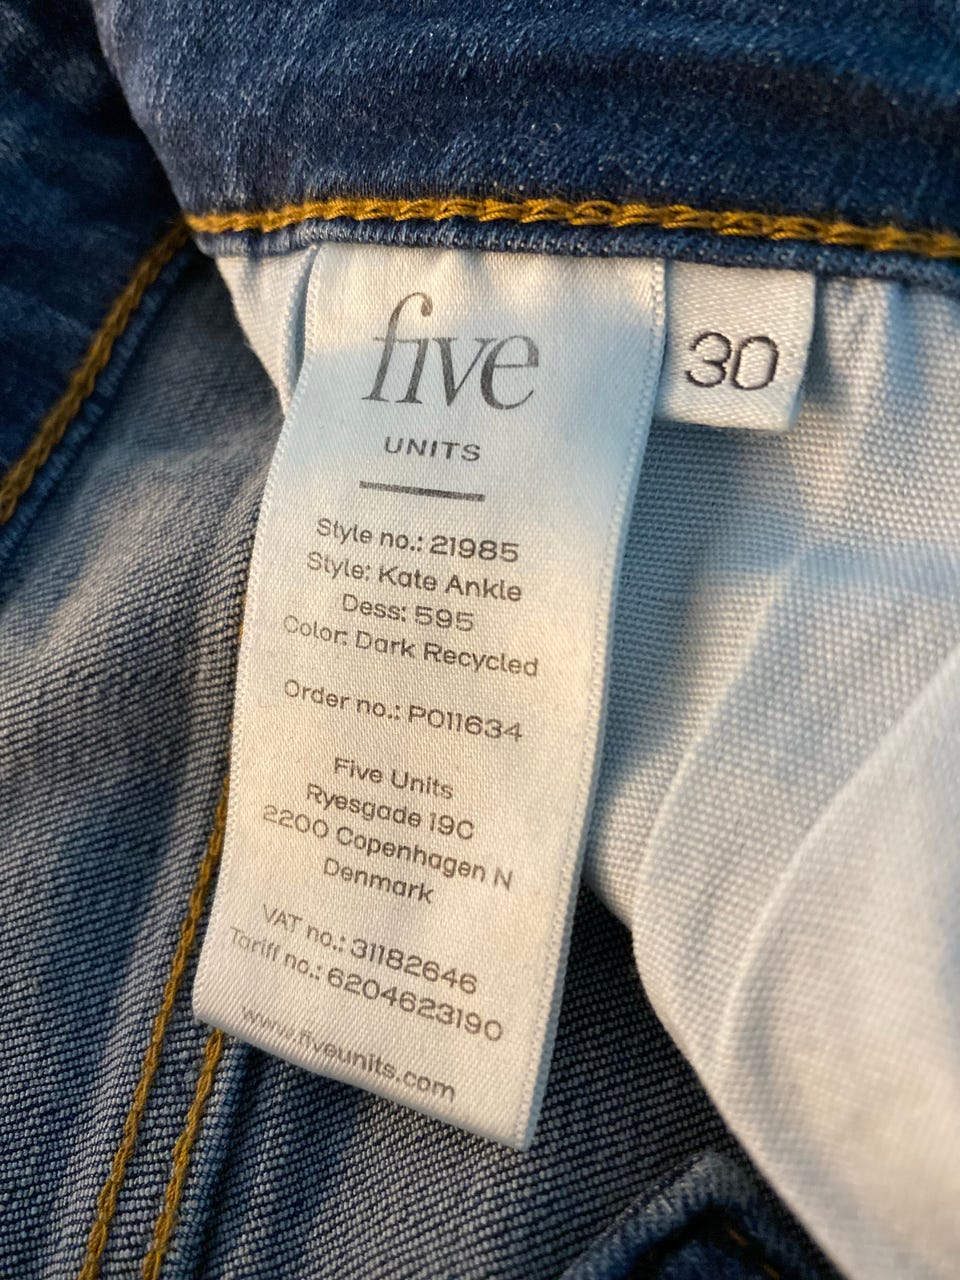 five
UNITS
30
Style no.: 21985
Style: Kate Ankle
Dess: 595
Color: Dark Recycled
Order no.: PO11634
Five Units
Ryesgade 19C
2200 Copenhagen N
Denmark
VAT no.: 31182646
Tariff no.: 6204623190
www.fiveunits.com